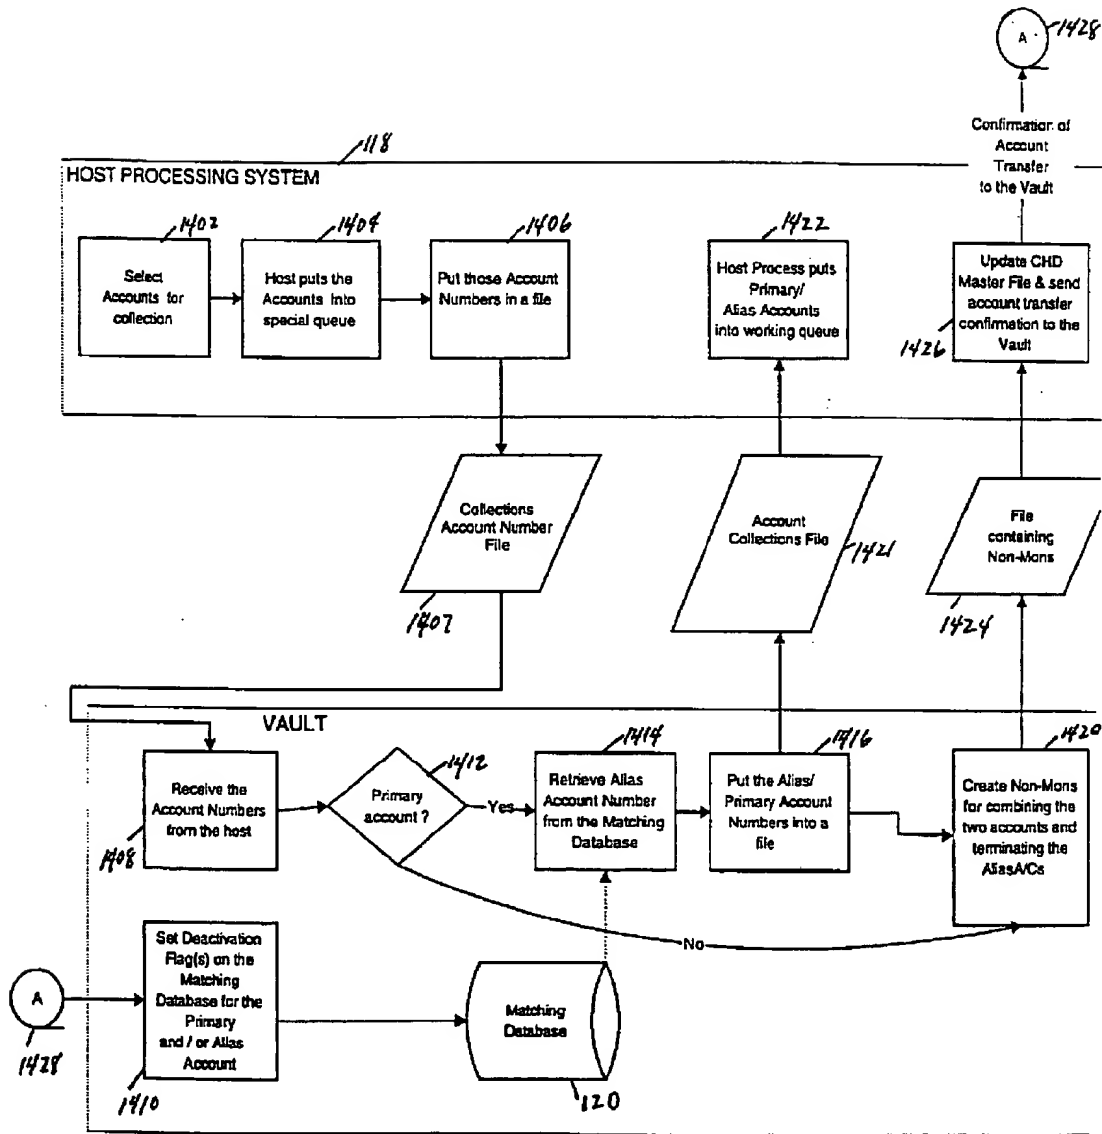 A
1428
Confirmation of
Account
Transfer
to the Vault
118
HOST PROCESSING SYSTEM
1402
Select
Accounts for
collection
1404
Host puts the
Accounts into
special queue
1406
Put those Account
Numbers in a file
1422
Host Process puts
Primary/
Alias Accounts
into working queue
Update CHD
Master File & send
account transfer
confirmation to the
Vault
1426
Collections
Account Number
File
1407
Account
Collections File
1421
File
containing
Non-Mons
1424
VAULT
Receive the
Account Numbers
from the host
1408
1412
Primary
account ?
Yes
1414
Retrieve Alias
Account Number
from the Matching
Database
1416
Put the Alias/
Primary Account
Numbers into a
file
1420
Create Non-Mons
for combining the
two accounts and
terminating the
AliasA/Cs
No
A
1428
Set Deactivation
Flag(s) on the
Matching
Database for the
Primary
and / or Alias
Account
1410
Matching
Database
120